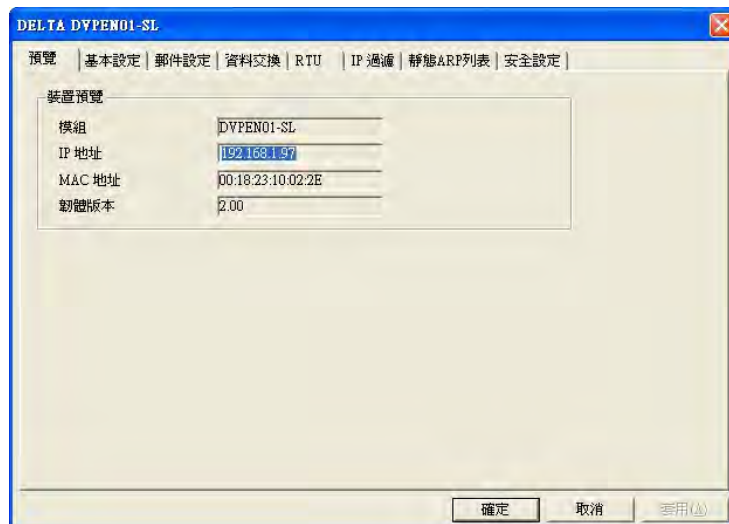 DELTA DVPEN01-SL
預覽 基本設定 郵件設定 資料交換 RTU IP 過濾 靜態ARP列表 安全設定
裝置預覽
模組 DVPEN01-SL
IP 地址 192.168.1.97
MAC 地址 00:18:23:10:02:2E
韌體版本 2.00
確定 取消 套用(A)